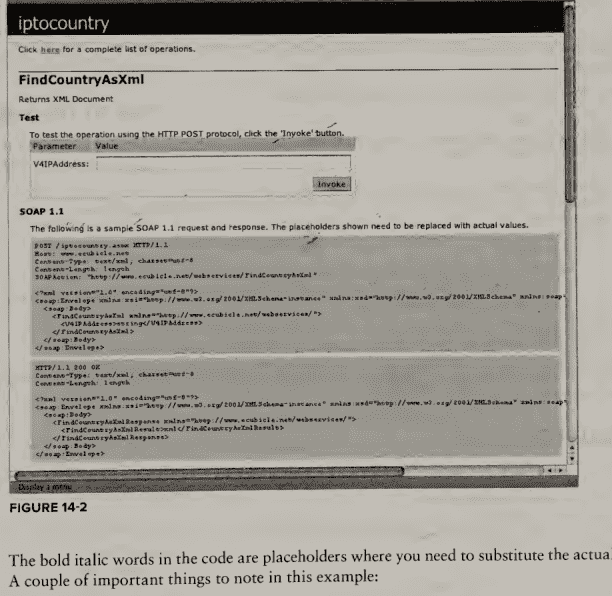 iptocountry
Click here for a complete list of operations.
FindCountryAsXml
Returns XML Document
Test
To test the operation using the HTTP POST protocol, click the 'Invoke' button.
Parameter Value
V4IPAddress:
Invoke
SOAP 1.1
The following is a sample SOAP 1.1 request and response. The placeholders shown need to be replaced with actual values.
POST /iptocountry.asmx HTTP/1.1
Host: www.ecubicle.net
Content-Type: text/xml; charset=utf-8
Content-Length: length
SOAPAction: "http://www.ecubicle.net/webservices/FindCountryAsXml"
<?xml version="1.0" encoding="utf-8"?>
<soap:Envelope xmlns:xsi="http://www.w3.org/2001/XMLSchema-instance" xmlns:xsd="http://www.w3.org/2001/XMLSchema" xmlns:soap
<soap:Body>
<FindCountryAsXml xmlns="http://www.ecubicle.net/webservices/">
<V4IPAddress>string</V4IPAddress>
</FindCountryAsXml>
</soap:Body>
</soap:Envelope>
HTTP/1.1 200 OK
Content-Type: text/xml; charset=utf-8
Content-Length: length
<?xml version="1.0" encoding="utf-8"?>
<soap:Envelope xmlns:xsi="http://www.w3.org/2001/XMLSchema-instance" xmlns:xsd="http://www.w3.org/2001/XMLSchema" xmlns:soap
<soap:Body>
<FindCountryAsXmlResponse xmlns="http://www.ecubicle.net/webservices/">
<FindCountryAsXmlResult>xml</FindCountryAsXmlResult>
</FindCountryAsXmlResponse>
</soap:Body>
</soap:Envelope>
Display a menu
FIGURE 14-2
The bold italic words in the code are placeholders where you need to substitute the actua
A couple of important things to note in this example: